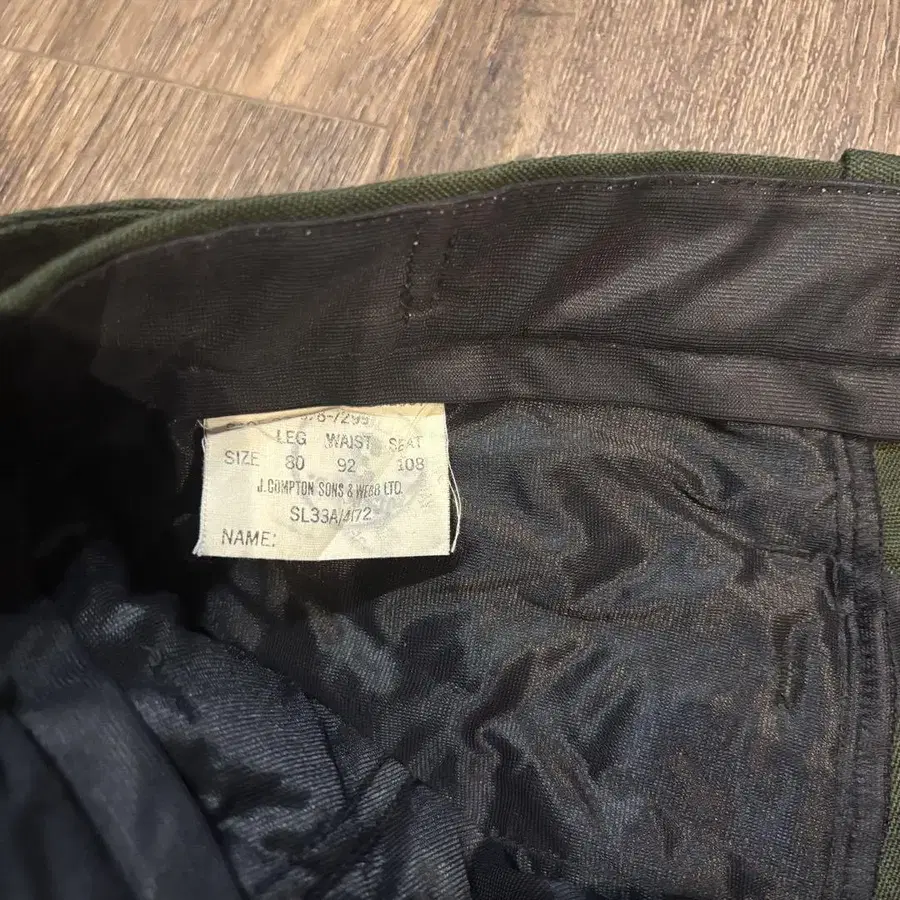 LEG WAIST SEAT
SIZE 80 92 108
J.COMPTON SONS & WEBB LTD.
SL33A/4172
NAME: